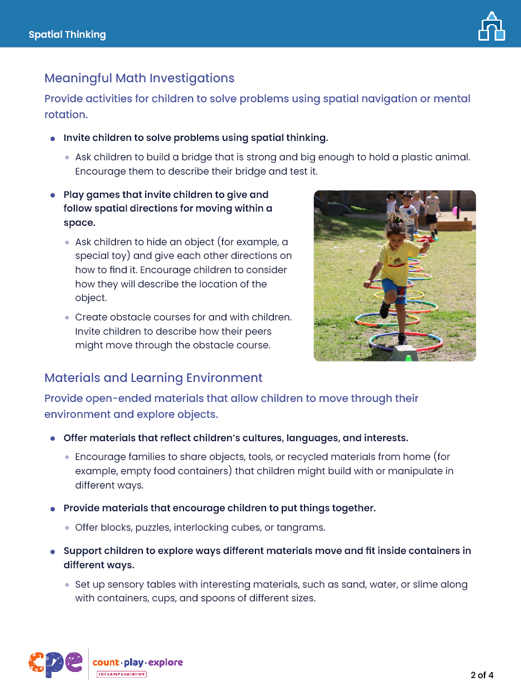 Spatial Thinking
Meaningful Math Investigations
Provide activities for children to solve problems using spatial navigation or mental
rotation.
Invite children to solve problems using spatial thinking.
Ask children to build a bridge that is strong and big enough to hold a plastic animal.
Encourage them to describe their bridge and test it.
Play games that invite children to give and
follow spatial directions for moving within a
space.
Ask children to hide an object (for example, a
special toy) and give each other directions on
how to find it. Encourage children to consider
how they will describe the location of the
object.
Create obstacle courses for and with children.
Invite children to describe how their peers
might move through the obstacle course.
Materials and Learning Environment
Provide open-ended materials that allow children to move through their
environment and explore objects.
Offer materials that reflect children's cultures, languages, and interests.
Encourage families to share objects, tools, or recycled materials from home (for
example, empty food containers) that children might build with or manipulate in
different ways.
Provide materials that encourage children to put things together.
Offer blocks, puzzles, interlocking cubes, or tangrams.
Support children to explore ways different materials move and fit inside containers in
different ways.
Set up sensory tables with interesting materials, such as sand, water, or slime along
with containers, cups, and spoons of different sizes.
cpe
count·play·explore
FOR EARLY EDUCATORS
2 of 4